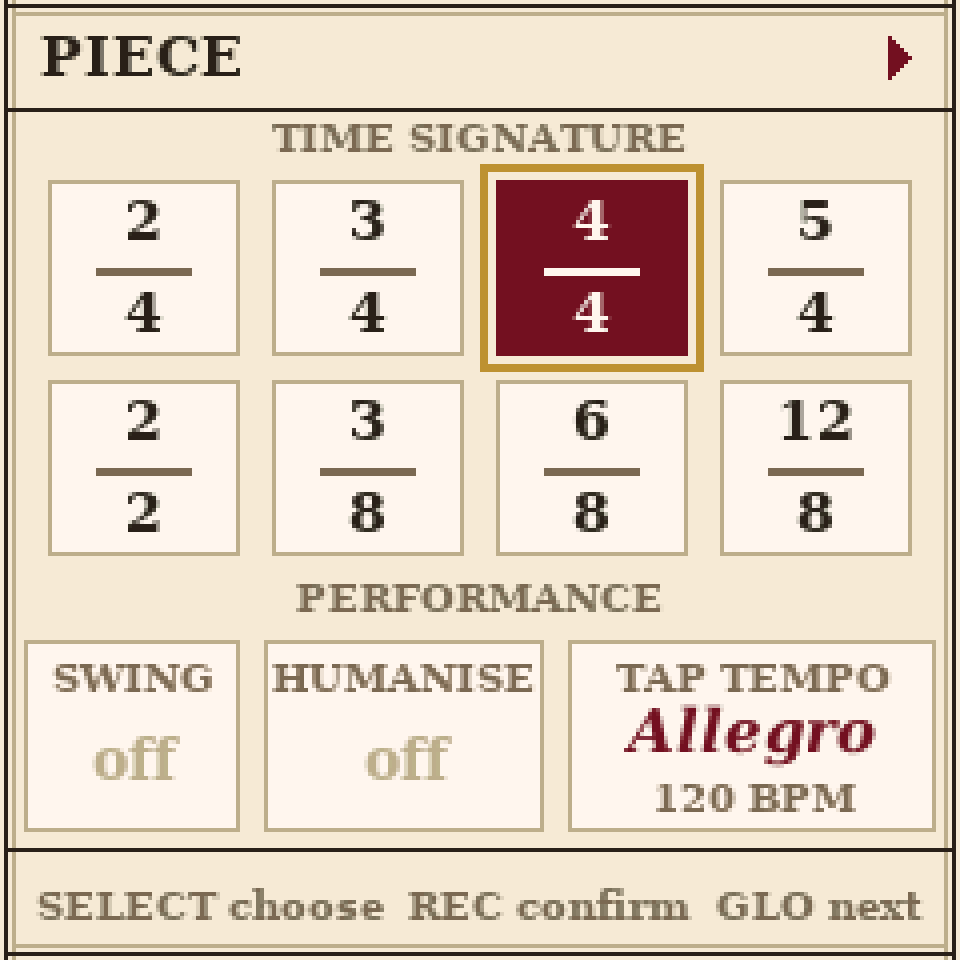 PIECE
TIME SIGNATURE
2 3 4 5
4 4 4 4
2 3 6 12
2 8 8 8
PERFORMANCE
SWING HUMANISE TAP TEMPO
Allegro
off off
120 BPM
SELECT choose REC confirm GLO next